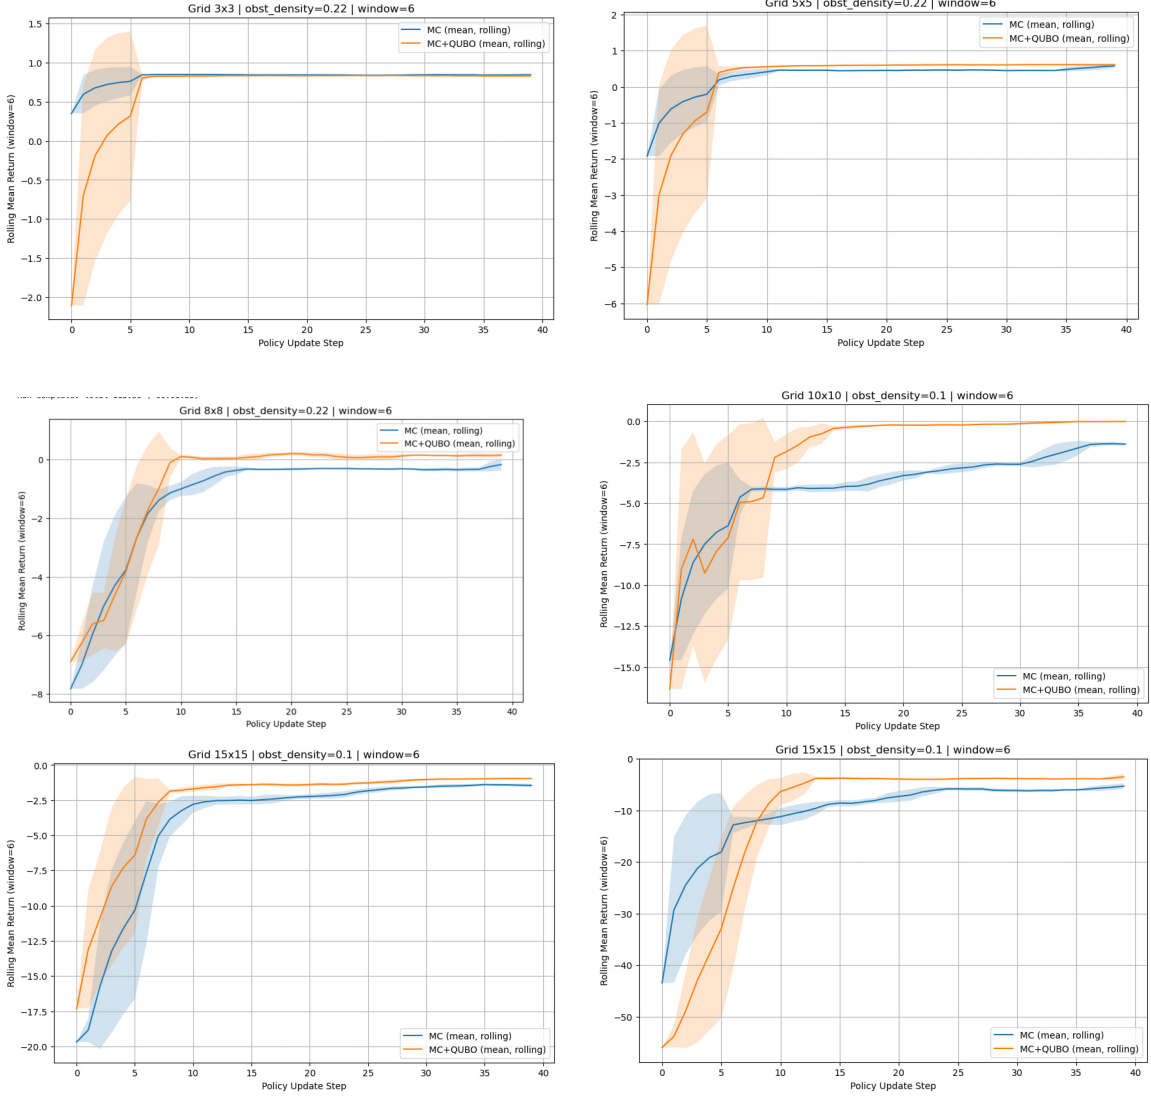 Grid 3x3 | obst_density=0.22 | window=6
MC (mean, rolling)
MC+QUBO (mean, rolling)
Rolling Mean Return (window=6)
1.5
1.0
0.5
0.0
−0.5
−1.0
−1.5
−2.0
0 5 10 15 20 25 30 35 40
Policy Update Step
Grid 5x5 | obst_density=0.22 | window=6
MC (mean, rolling)
MC+QUBO (mean, rolling)
Rolling Mean Return (window=6)
2
1
0
−1
−2
−3
−4
−5
−6
0 5 10 15 20 25 30 35 40
Policy Update Step
Grid 8x8 | obst_density=0.22 | window=6
MC (mean, rolling)
MC+QUBO (mean, rolling)
Rolling Mean Return (window=6)
0
−2
−4
−6
−8
0 5 10 15 20 25 30 35 40
Policy Update Step
Grid 10x10 | obst_density=0.1 | window=6
Rolling Mean Return (window=6)
0.0
−2.5
−5.0
−7.5
−10.0
−12.5
−15.0
MC (mean, rolling)
MC+QUBO (mean, rolling)
0 5 10 15 20 25 30 35 40
Policy Update Step
Grid 15x15 | obst_density=0.1 | window=6
Rolling Mean Return (window=6)
0.0
−2.5
−5.0
−7.5
−10.0
−12.5
−15.0
−17.5
−20.0
MC (mean, rolling)
MC+QUBO (mean, rolling)
0 5 10 15 20 25 30 35 40
Policy Update Step
Grid 15x15 | obst_density=0.1 | window=6
Rolling Mean Return (window=6)
0
−10
−20
−30
−40
−50
MC (mean, rolling)
MC+QUBO (mean, rolling)
0 5 10 15 20 25 30 35 40
Policy Update Step